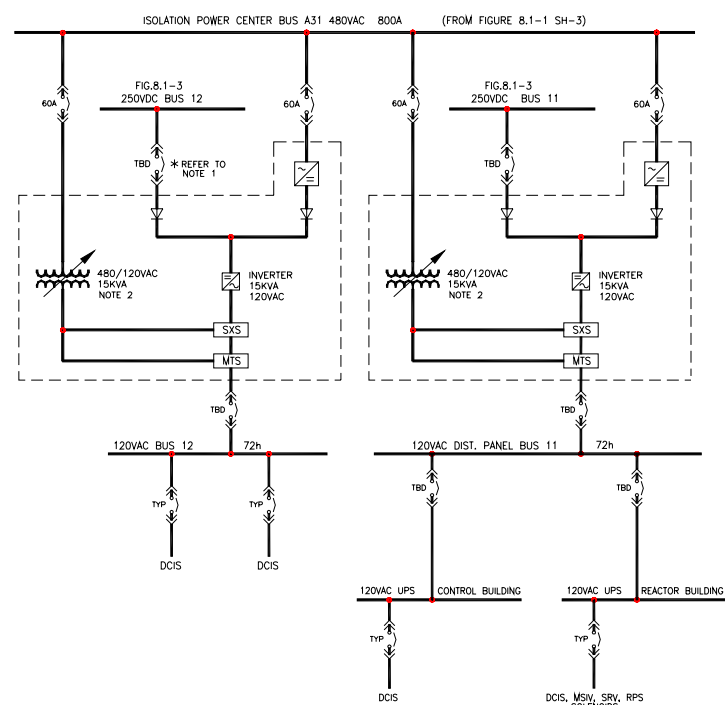 ISOLATION POWER CENTER BUS A31 480VAC 800A (FROM FIGURE 8.1-1 SH-3)
60A
FIG.8.1-3
250VDC BUS 12
60A
60A
FIG.8.1-3
250VDC BUS 11
60A
TBD
* REFER TO
NOTE 1
TBD
480/120VAC
15KVA
NOTE 2
INVERTER
15KVA
120VAC
480/120VAC
15KVA
NOTE 2
INVERTER
15KVA
120VAC
SXS
MTS
SXS
MTS
TBD
TBD
120VAC BUS 12 72h
120VAC DIST. PANEL BUS 11 72h
TYP
TYP
TBD
TBD
DCIS
DCIS
120VAC UPS CONTROL BUILDING
120VAC UPS REACTOR BUILDING
TYP
TYP
DCIS
DCIS, MSIV, SRV, RPS
SOLENOIDS